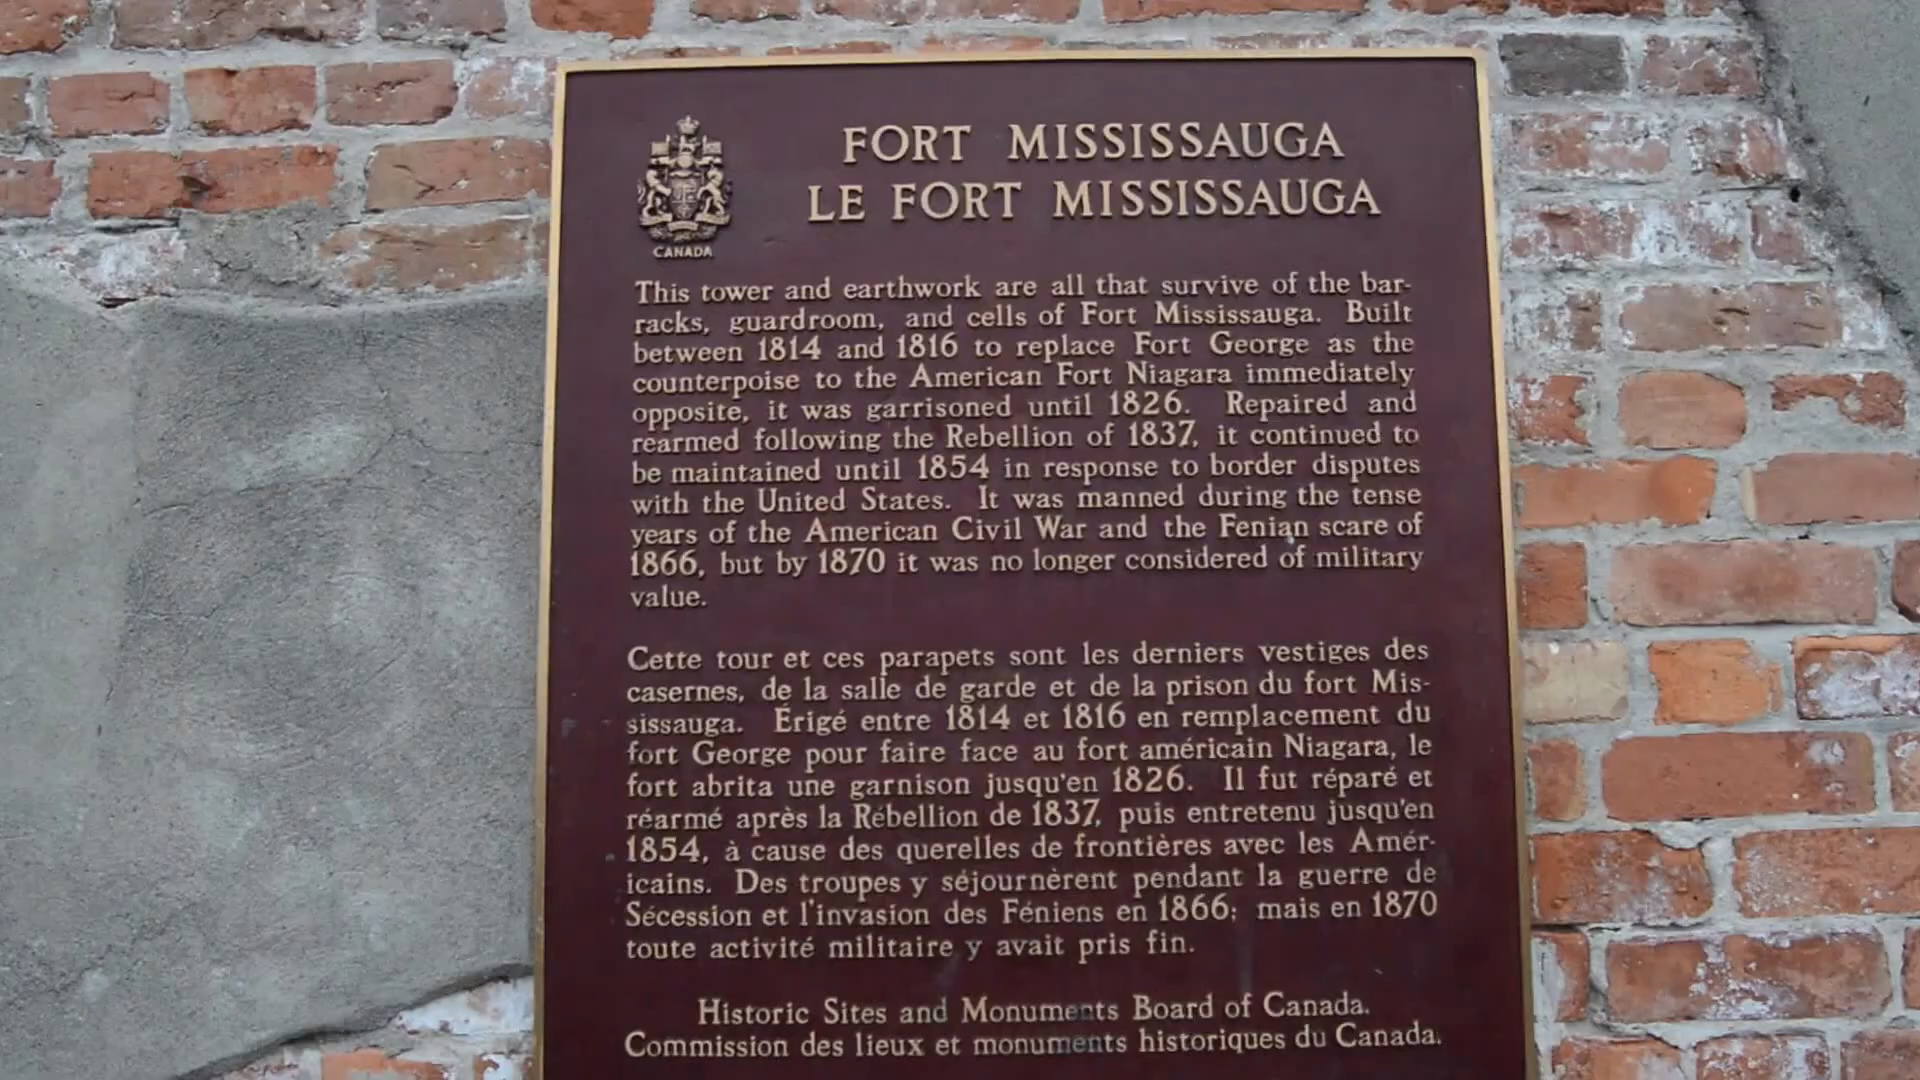 FORT MISSISSAUGA
LE FORT MISSISSAUGA
CANADA
This tower and earthwork are all that survive of the bar-
racks, guardroom, and cells of Fort Mississauga. Built
between 1814 and 1816 to replace Fort George as the
counterpoise to the American Fort Niagara immediately
opposite, it was garrisoned until 1826. Repaired and
rearmed following the Rebellion of 1837, it continued to
be maintained until 1854 in response to border disputes
with the United States. It was manned during the tense
years of the American Civil War and the Fenian scare of
1866, but by 1870 it was no longer considered of military
value.
Cette tour et ces parapets sont les derniers vestiges des
casernes, de la salle de garde et de la prison du fort Mis-
sissauga. Érigé entre 1814 et 1816 en remplacement du
fort George pour faire face au fort américain Niagara, le
fort abrita une garnison jusqu'en 1826. Il fut réparé et
réarmé après la Rébellion de 1837, puis entretenu jusqu'en
1854, à cause des querelles de frontières avec les Amér-
icains. Des troupes y séjournèrent pendant la guerre de
Sécession et l'invasion des Féniens en 1866; mais en 1870
toute activité militaire y avait pris fin.
Historic Sites and Monuments Board of Canada.
Commission des lieux et monuments historiques du Canada.